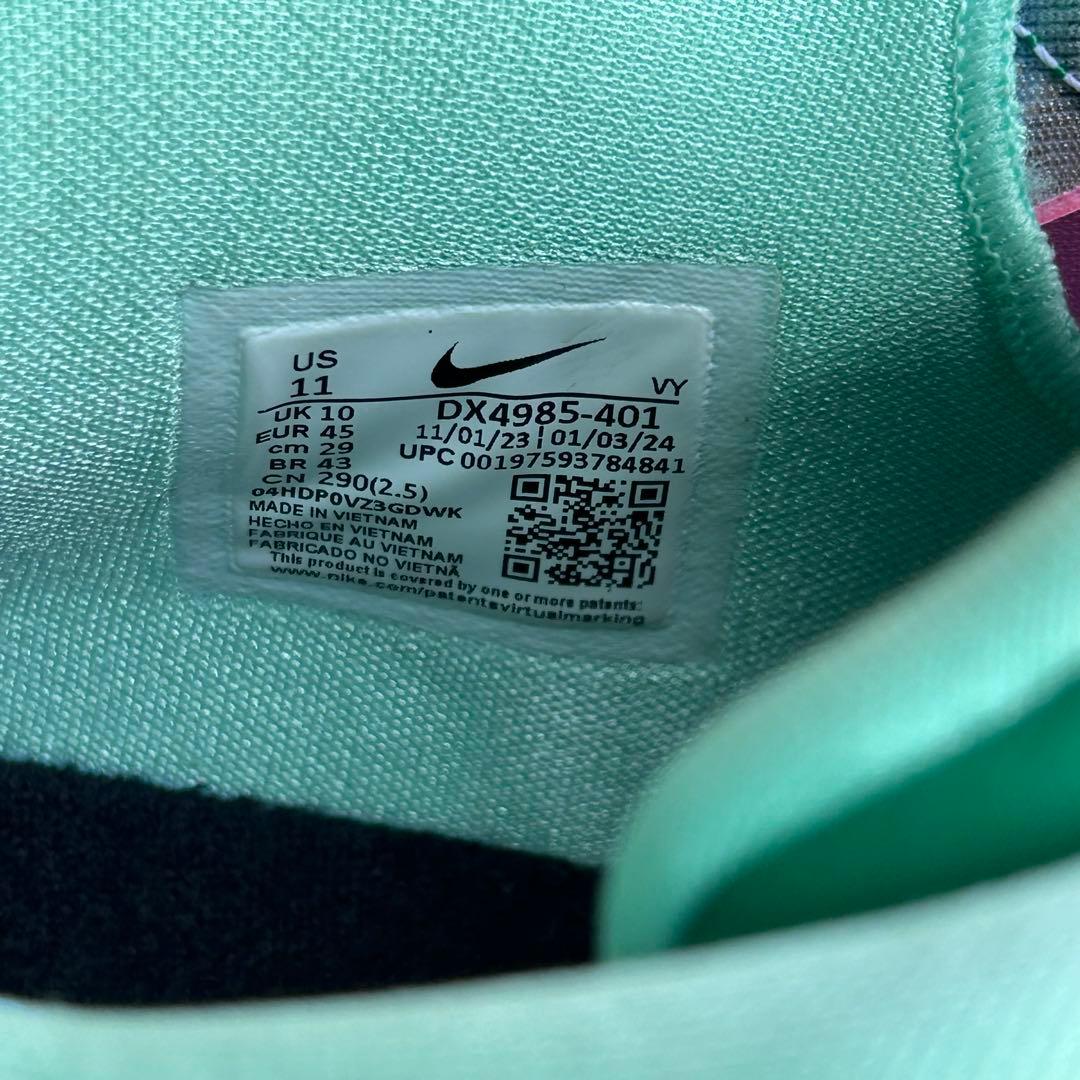 US
11
VY
UK 10
EUR 45
cm 29
BR 43
CN 290(2.5)
DX4985-401
11/01/23 | 01/03/24
UPC 00197593784841
04HDP0VZ3GDWK
MADE IN VIETNAM
HECHO EN VIETNAM
FABRIQUE AU VIETNAM
FABRICADO NO VIETNÃ
This product is covered by one or more patents:
www.nike.com/patentsvirtualmarking